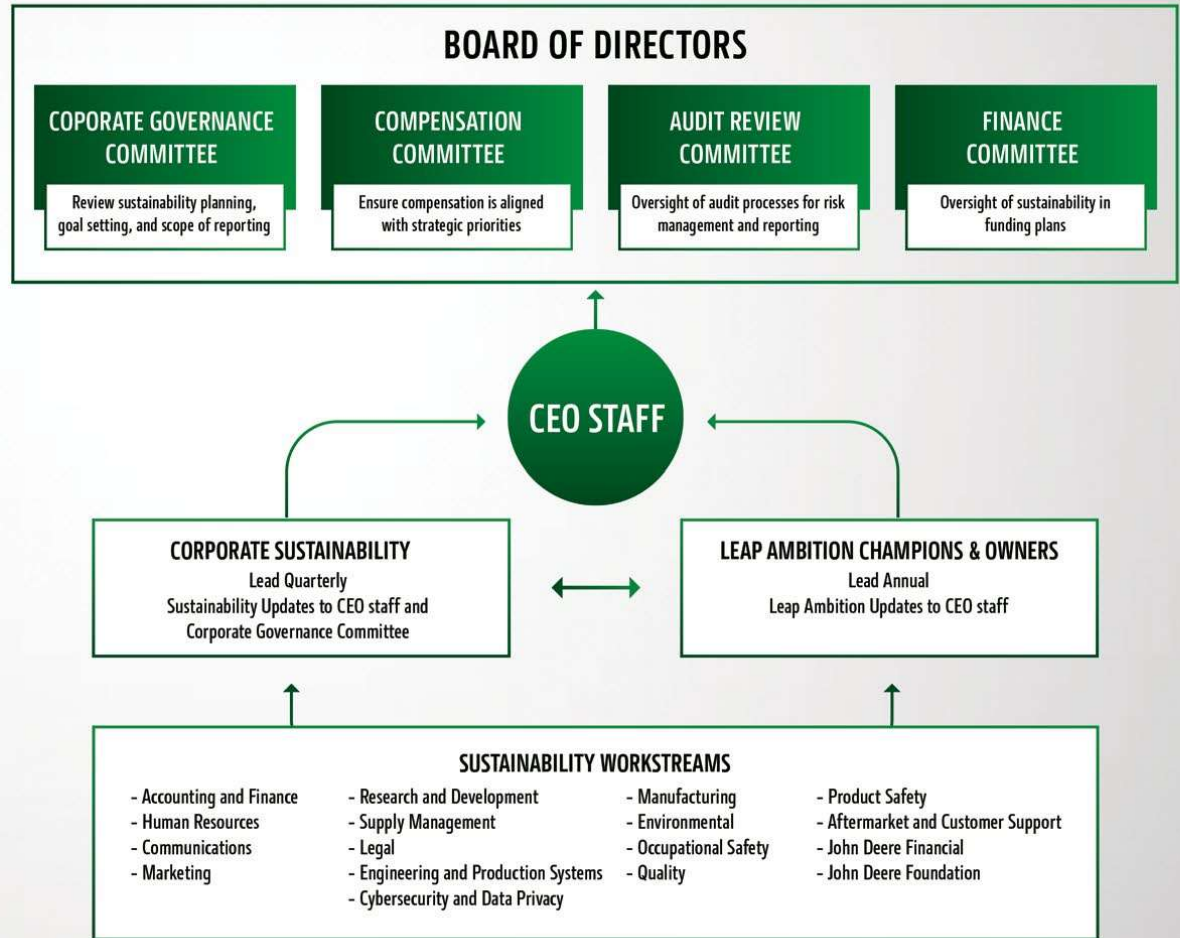 BOARD OF DIRECTORS
COPORATE GOVERNANCE
COMMITTEE
Review sustainability planning,
goal setting, and scope of reporting
COMPENSATION
COMMITTEE
Ensure compensation is aligned
with strategic priorities
AUDIT REVIEW
COMMITTEE
Oversight of audit processes for risk
management and reporting
FINANCE
COMMITTEE
Oversight of sustainability in
funding plans
CEO STAFF
CORPORATE SUSTAINABILITY
Lead Quarterly
Sustainability Updates to CEO staff and
Corporate Governance Committee
LEAP AMBITION CHAMPIONS & OWNERS
Lead Annual
Leap Ambition Updates to CEO staff
SUSTAINABILITY WORKSTREAMS
- Accounting and Finance
- Human Resources
- Communications
- Marketing
- Research and Development
- Supply Management
- Legal
- Engineering and Production Systems
- Cybersecurity and Data Privacy
- Manufacturing
- Environmental
- Occupational Safety
- Quality
- Product Safety
- Aftermarket and Customer Support
- John Deere Financial
- John Deere Foundation